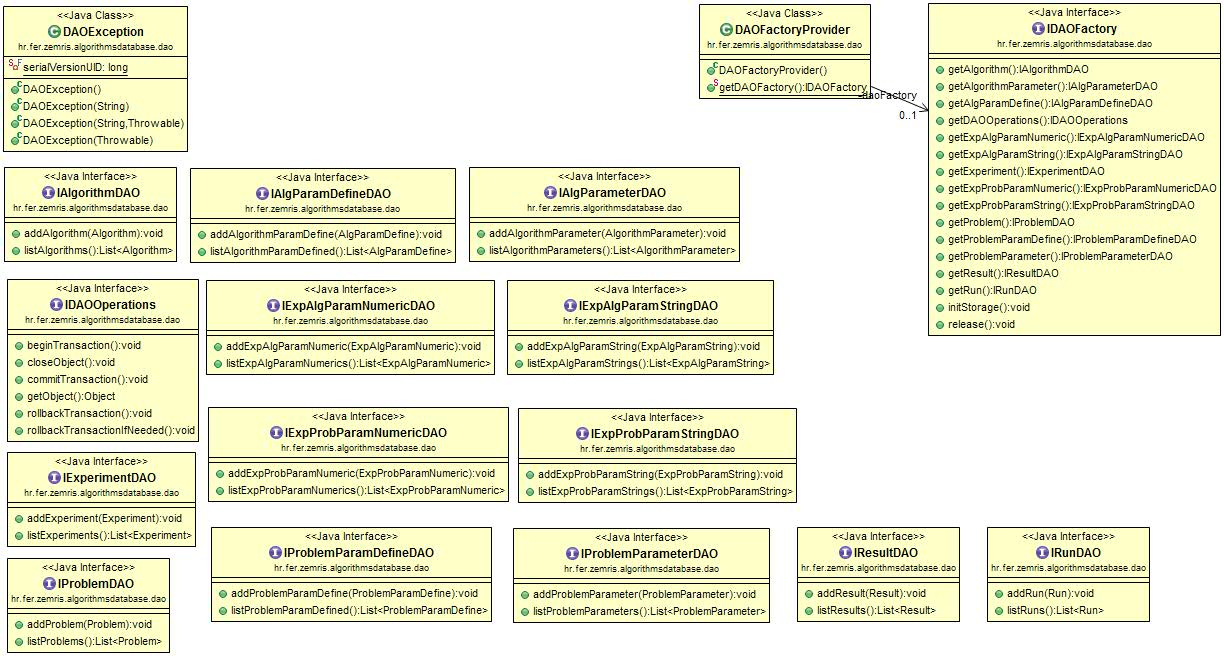 <<Java Class>>
DAOException
hr.fer.zemris.algorithmsdatabase.dao
serialVersionUID: long
DAOException()
DAOException(String)
DAOException(String,Throwable)
DAOException(Throwable)
<<Java Class>>
DAOFactoryProvider
hr.fer.zemris.algorithmsdatabase.dao
DAOFactoryProvider()
getDAOFactory():IDAOFactory
-daoFactory
0..1
<<Java Interface>>
IDAOFactory
hr.fer.zemris.algorithmsdatabase.dao
getAlgorithm():IAlgorithmDAO
getAlgorithmParameter():IAlgParameterDAO
getAlgParamDefine():IAlgParamDefineDAO
getDAOOperations():IDAOOperations
getExpAlgParamNumeric():IExpAlgParamNumericDAO
getExpAlgParamString():IExpAlgParamStringDAO
getExperiment():IExperimentDAO
getExpProbParamNumeric():IExpProbParamNumericDAO
getExpProbParamString():IExpProbParamStringDAO
getProblem():IProblemDAO
getProblemParamDefine():IProblemParamDefineDAO
getProblemParameter():IProblemParameterDAO
getResult():IResultDAO
getRun():IRunDAO
initStorage():void
release():void
<<Java Interface>>
IAlgorithmDAO
hr.fer.zemris.algorithmsdatabase.dao
addAlgorithm(Algorithm):void
listAlgorithms():List<Algorithm>
<<Java Interface>>
IAlgParamDefineDAO
hr.fer.zemris.algorithmsdatabase.dao
addAlgorithmParamDefine(AlgParamDefine):void
listAlgorithmParamDefined():List<AlgParamDefine>
<<Java Interface>>
IAlgParameterDAO
hr.fer.zemris.algorithmsdatabase.dao
addAlgorithmParameter(AlgorithmParameter):void
listAlgorithmParameters():List<AlgorithmParameter>
<<Java Interface>>
IDAOOperations
hr.fer.zemris.algorithmsdatabase.dao
beginTransaction():void
closeObject():void
commitTransaction():void
getObject():Object
rollbackTransaction():void
rollbackTransactionIfNeeded():void
<<Java Interface>>
IExpAlgParamNumericDAO
hr.fer.zemris.algorithmsdatabase.dao
addExpAlgParamNumeric(ExpAlgParamNumeric):void
listExpAlgParamNumerics():List<ExpAlgParamNumeric>
<<Java Interface>>
IExpAlgParamStringDAO
hr.fer.zemris.algorithmsdatabase.dao
addExpAlgParamString(ExpAlgParamString):void
listExpAlgParamStrings():List<ExpAlgParamString>
<<Java Interface>>
IExpProbParamNumericDAO
hr.fer.zemris.algorithmsdatabase.dao
addExpProbParamNumeric(ExpProbParamNumeric):void
listExpProbParamNumerics():List<ExpProbParamNumeric>
<<Java Interface>>
IExpProbParamStringDAO
hr.fer.zemris.algorithmsdatabase.dao
addExpProbParamString(ExpProbParamString):void
listExpProbParamStrings():List<ExpProbParamString>
<<Java Interface>>
IExperimentDAO
hr.fer.zemris.algorithmsdatabase.dao
addExperiment(Experiment):void
listExperiments():List<Experiment>
<<Java Interface>>
IProblemDAO
hr.fer.zemris.algorithmsdatabase.dao
addProblem(Problem):void
listProblems():List<Problem>
<<Java Interface>>
IProblemParamDefineDAO
hr.fer.zemris.algorithmsdatabase.dao
addProblemParamDefine(ProblemParamDefine):void
listProblemParamDefined():List<ProblemParamDefine>
<<Java Interface>>
IProblemParameterDAO
hr.fer.zemris.algorithmsdatabase.dao
addProblemParameter(ProblemParameter):void
listProblemParameters():List<ProblemParameter>
<<Java Interface>>
IResultDAO
hr.fer.zemris.algorithmsdatabase.dao
addResult(Result):void
listResults():List<Result>
<<Java Interface>>
IRunDAO
hr.fer.zemris.algorithmsdatabase.dao
addRun(Run):void
listRuns():List<Run>